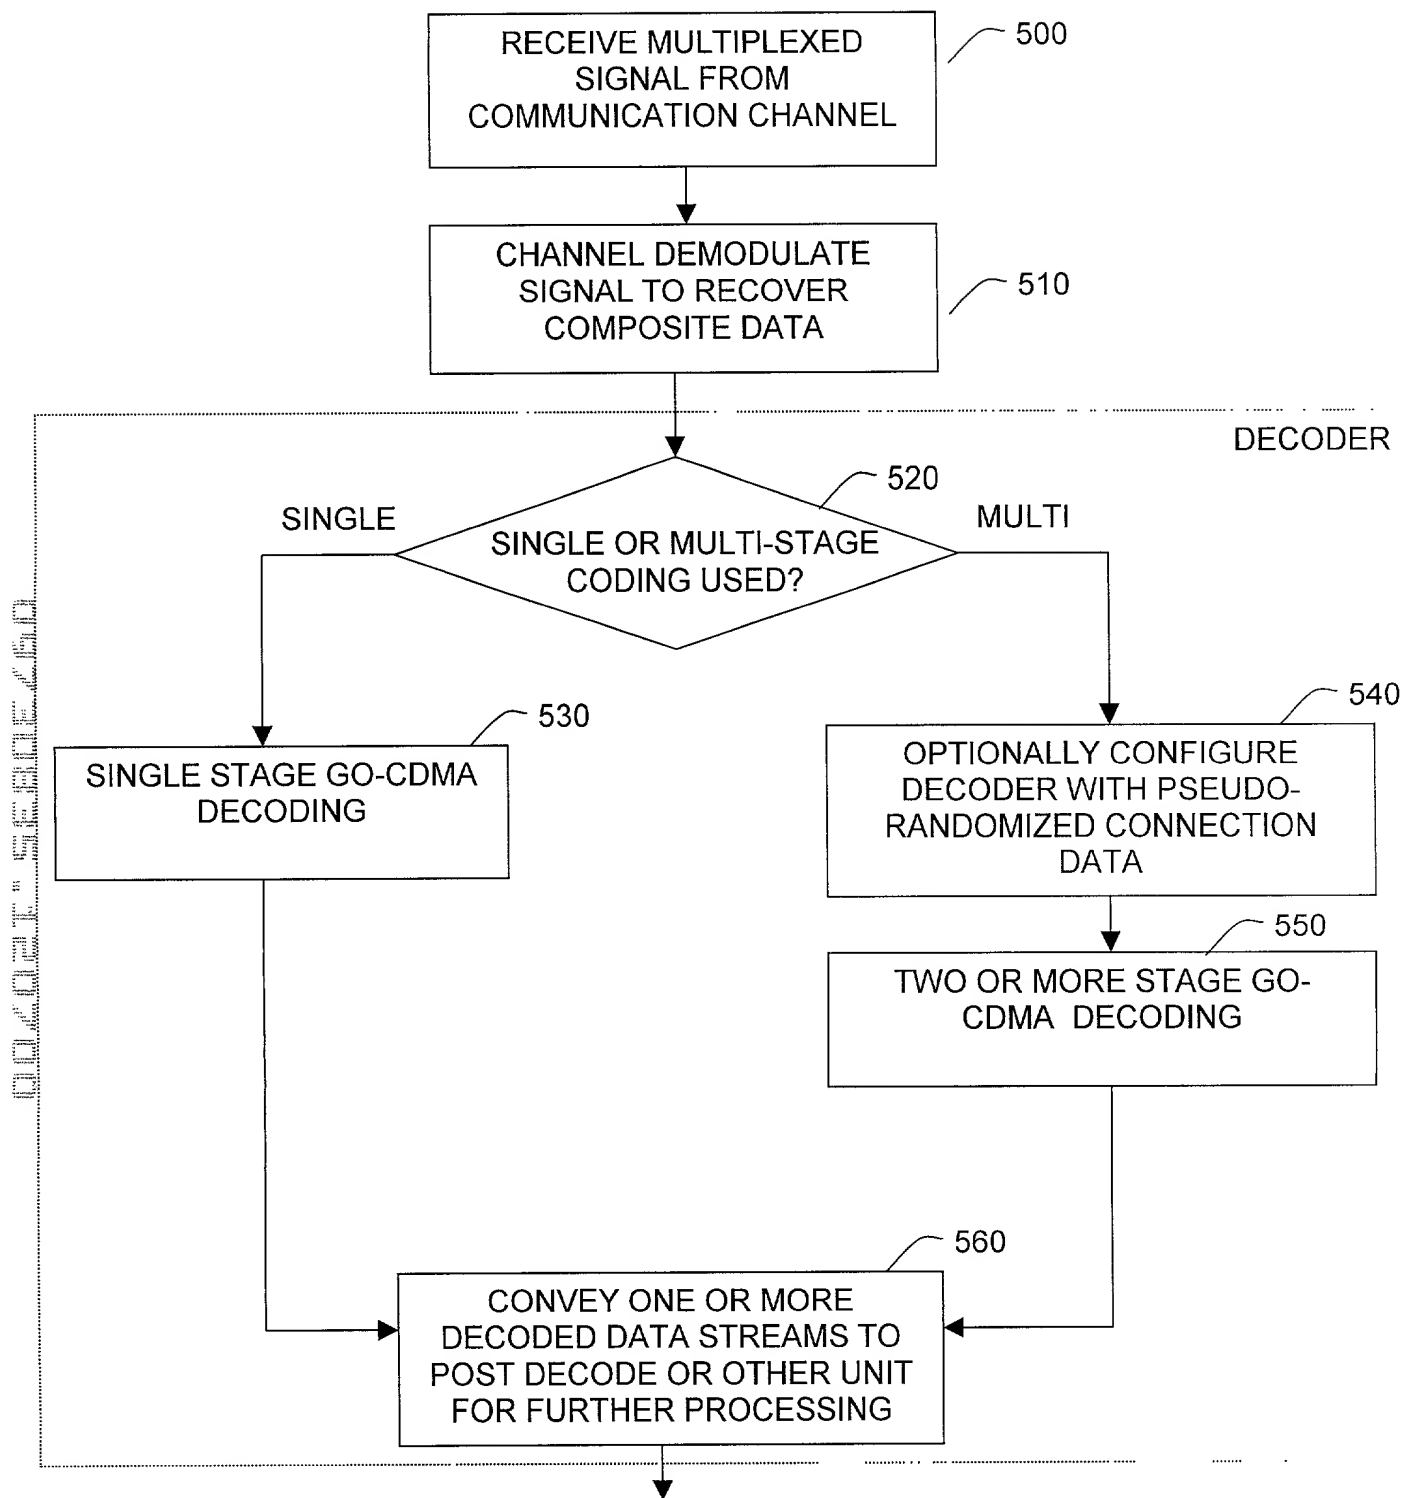 RECEIVE MULTIPLEXED
SIGNAL FROM
COMMUNICATION CHANNEL
500
CHANNEL DEMODULATE
SIGNAL TO RECOVER
COMPOSITE DATA
510
DECODER
520
SINGLE
MULTI
SINGLE OR MULTI-STAGE
CODING USED?
530
SINGLE STAGE GO-CDMA
DECODING
540
OPTIONALLY CONFIGURE
DECODER WITH PSEUDO-
RANDOMIZED CONNECTION
DATA
550
TWO OR MORE STAGE GO-
CDMA DECODING
560
CONVEY ONE OR MORE
DECODED DATA STREAMS TO
POST DECODE OR OTHER UNIT
FOR FURTHER PROCESSING